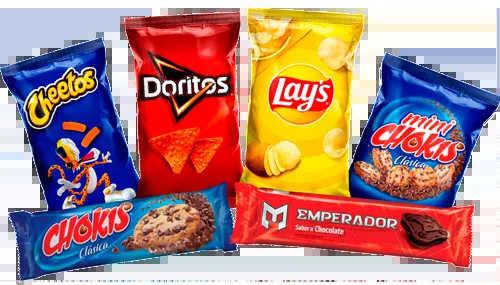 Cheetos
Doritos
Lay's
mini
CHOKIS
Clásica
CHOKIS
Clásica
M EMPERADOR
Sabor a Chocolate